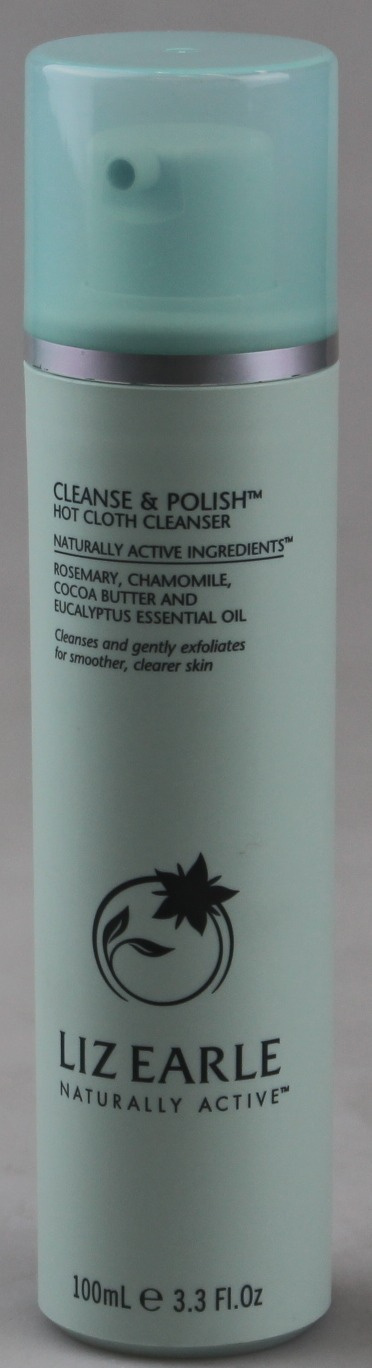 CLEANSE & POLISH™
HOT CLOTH CLEANSER
NATURALLY ACTIVE INGREDIENTS™
ROSEMARY, CHAMOMILE,
COCOA BUTTER AND
EUCALYPTUS ESSENTIAL OIL
Cleanses and gently exfoliates
for smoother, clearer skin
LIZ EARLE
NATURALLY ACTIVE™
100mL ℮ 3.3 Fl.Oz